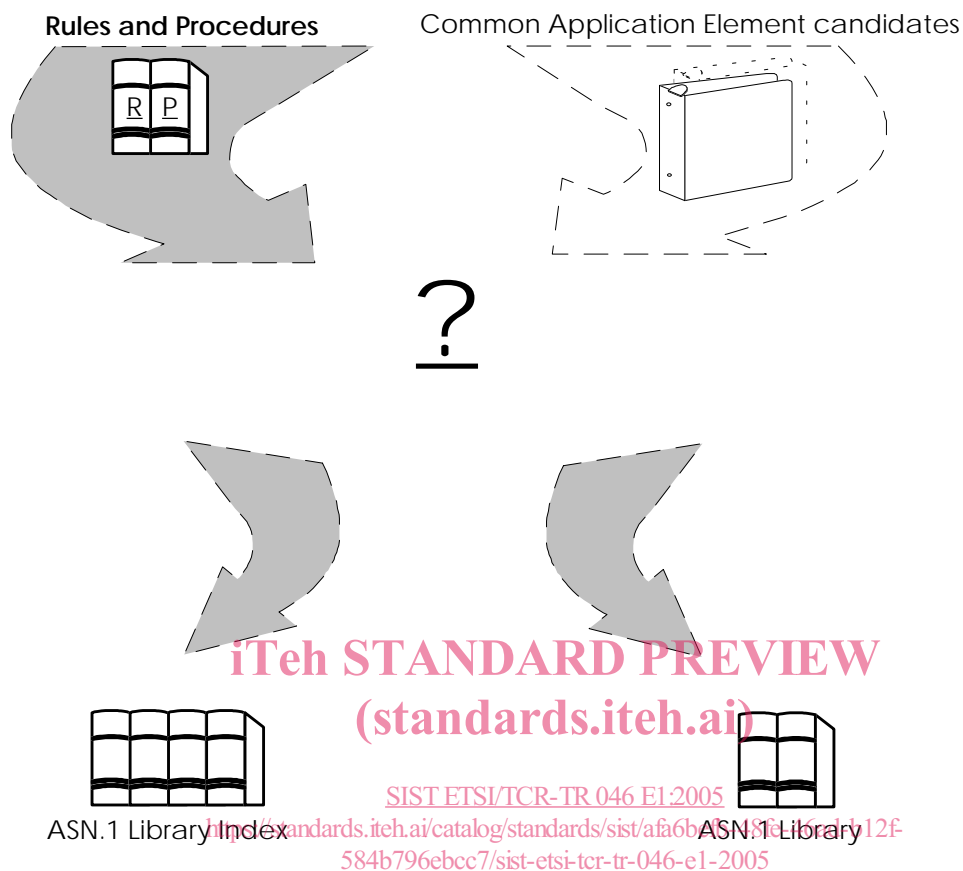 Rules and Procedures
Common Application Element candidates
R P
?
iTeh STANDARD PREVIEW
(standards.iteh.ai)
SIST ETSI/TCR-TR 046 E1:2005
ASN.1 Library Index
ASN.1 Library
584b796ebcc7/sist-etsi-tcr-tr-046-e1-2005